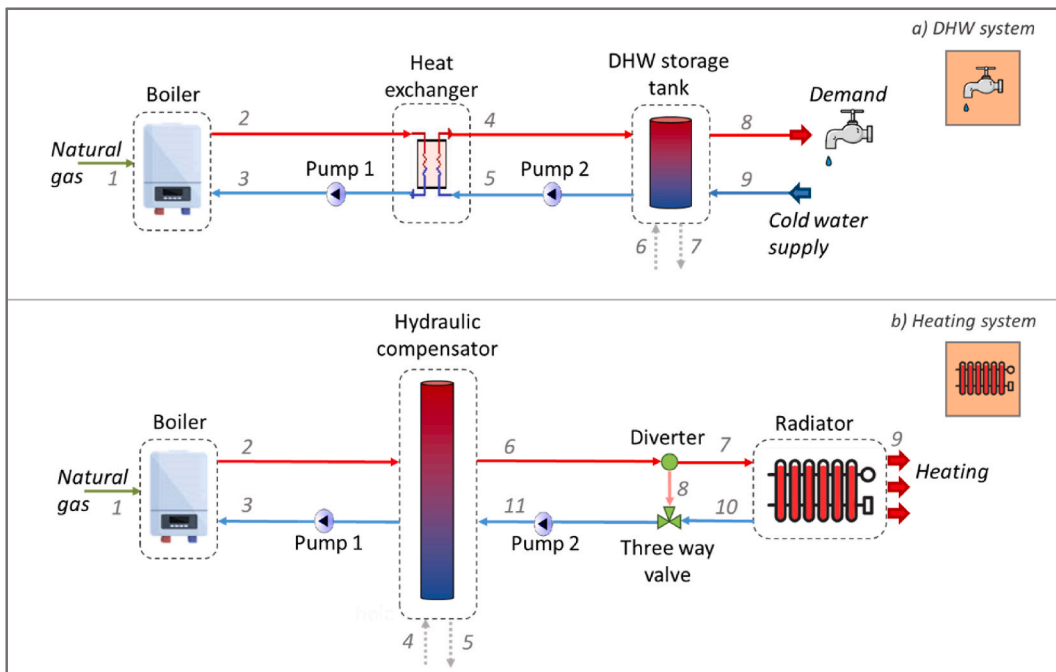 a) DHW system
Heat
exchanger
DHW storage
tank
Boiler
Demand
2
4
8
Natural
gas
1
3
Pump 1
5
Pump 2
9
Cold water
supply
6
7
b) Heating system
Hydraulic
compensator
Boiler
Diverter
Radiator
2
6
7
9
Natural
gas
1
Heating
8
3
11
10
Pump 1
Pump 2
Three way
valve
4
5